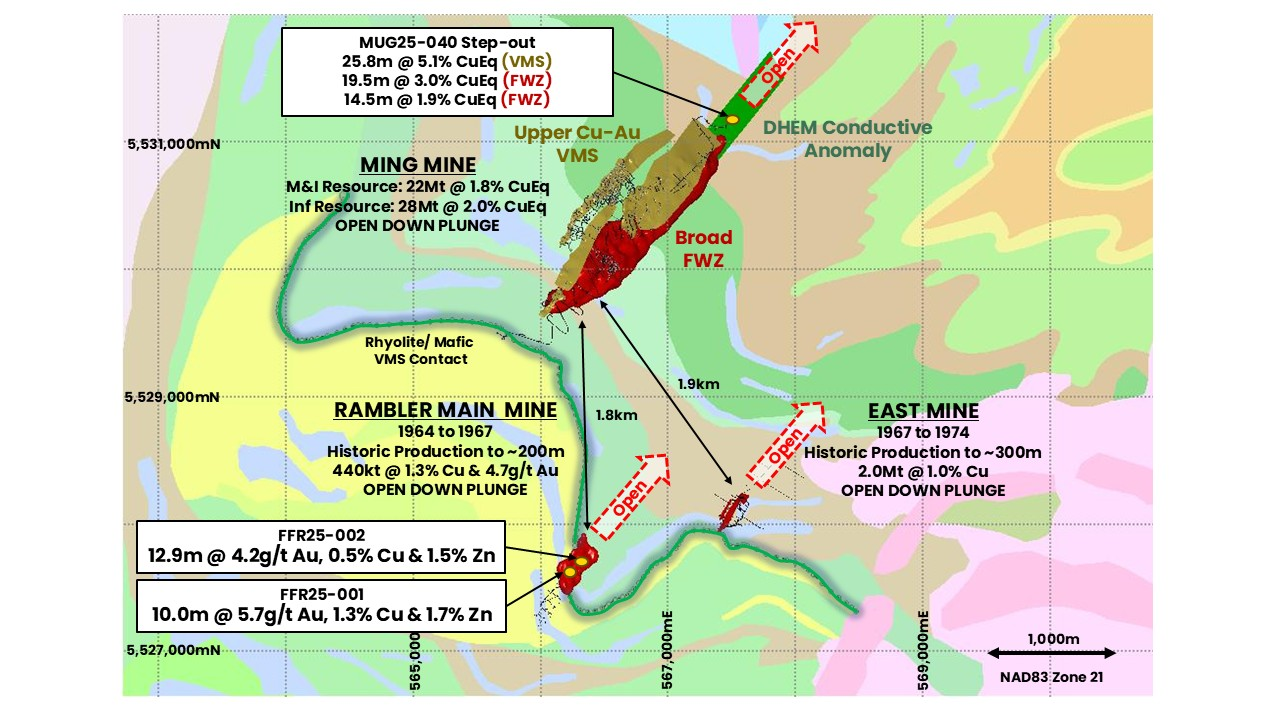 MUG25-040 Step-out
25.8m @ 5.1% CuEq (VMS)
19.5m @ 3.0% CuEq (FWZ)
14.5m @ 1.9% CuEq (FWZ)
Open
Upper Cu-Au
VMS
DHEM Conductive
Anomaly
5,531,000mN
MING MINE
M&I Resource: 22Mt @ 1.8% CuEq
Inf Resource: 28Mt @ 2.0% CuEq
OPEN DOWN PLUNGE
Broad
FWZ
Rhyolite/ Mafic
VMS Contact
5,529,000mN
1.9km
1.8km
RAMBLER MAIN MINE
1964 to 1967
Historic Production to ~200m
440kt @ 1.3% Cu & 4.7g/t Au
OPEN DOWN PLUNGE
Open
Open
EAST MINE
1967 to 1974
Historic Production to ~300m
2.0Mt @ 1.0% Cu
OPEN DOWN PLUNGE
FFR25-002
12.9m @ 4.2g/t Au, 0.5% Cu & 1.5% Zn
FFR25-001
10.0m @ 5.7g/t Au, 1.3% Cu & 1.7% Zn
5,527,000mN
565,000
567,000mE
569,000mE
1,000m
NAD83 Zone 21